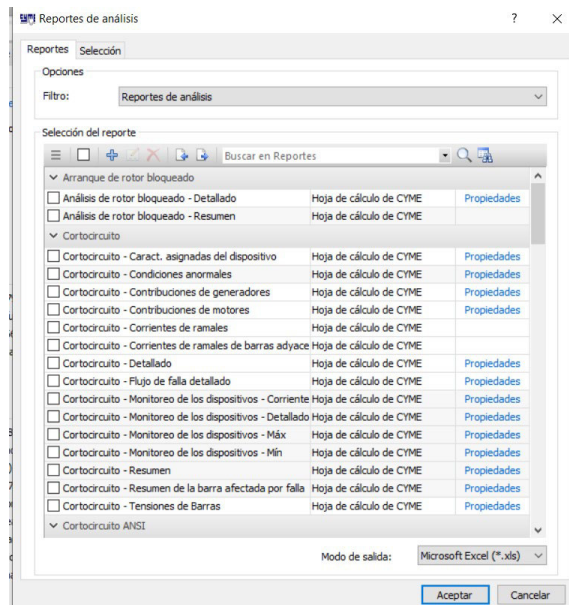 Reportes de análisis
Reportes Selección
Opciones
Filtro: Reportes de análisis
Selección del reporte
Buscar en Reportes
Arranque de rotor bloqueado
Análisis de rotor bloqueado - Detallado Hoja de cálculo de CYME Propiedades
Análisis de rotor bloqueado - Resumen Hoja de cálculo de CYME
Cortocircuito
Cortocircuito - Caract. asignadas del dispositivo Hoja de cálculo de CYME Propiedades
Cortocircuito - Condiciones anormales Hoja de cálculo de CYME Propiedades
Cortocircuito - Contribuciones de generadores Hoja de cálculo de CYME Propiedades
Cortocircuito - Contribuciones de motores Hoja de cálculo de CYME Propiedades
Cortocircuito - Corrientes de ramales Hoja de cálculo de CYME
Cortocircuito - Corrientes de ramales de barras adyace Hoja de cálculo de CYME
Cortocircuito - Detallado Hoja de cálculo de CYME Propiedades
Cortocircuito - Flujo de falla detallado Hoja de cálculo de CYME Propiedades
Cortocircuito - Monitoreo de los dispositivos - Corriente Hoja de cálculo de CYME Propiedades
Cortocircuito - Monitoreo de los dispositivos - Detallado Hoja de cálculo de CYME Propiedades
Cortocircuito - Monitoreo de los dispositivos - Máx Hoja de cálculo de CYME Propiedades
Cortocircuito - Monitoreo de los dispositivos - Mín Hoja de cálculo de CYME Propiedades
Cortocircuito - Resumen Hoja de cálculo de CYME Propiedades
Cortocircuito - Resumen de la barra afectada por falla Hoja de cálculo de CYME Propiedades
Cortocircuito - Tensiones de Barras Hoja de cálculo de CYME Propiedades
Cortocircuito ANSI
Modo de salida: Microsoft Excel (*.xls)
Aceptar Cancelar